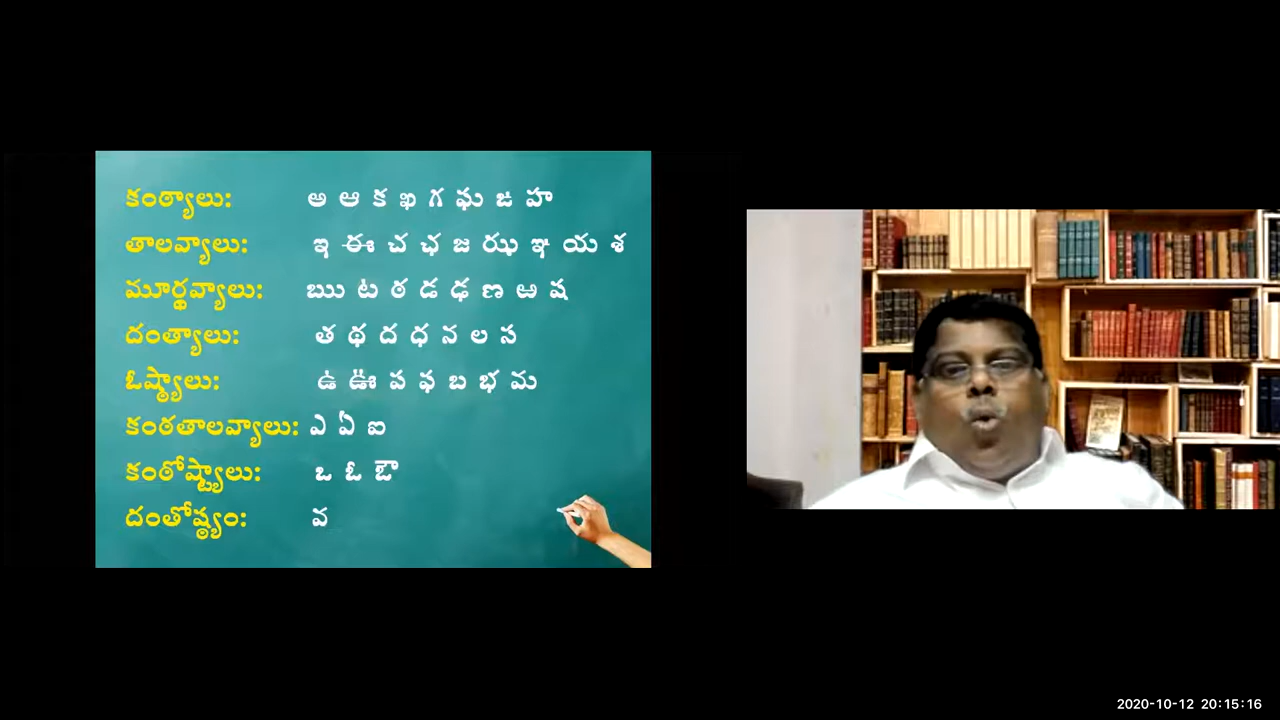 కంఠ్యాలు: అ ఆ క ఖ గ ఘ ఙ హ
తాలవ్యాలు: ఇ ఈ చ ఛ జ ఝ ఞ య శ
మూర్ధన్యాలు: ఋ ట ఠ డ ఢ ణ ఱ ష
దంత్యాలు: త థ ద ధ న ల స
ఓష్ఠ్యాలు: ఉ ఊ ప ఫ బ భ మ
కంఠతాలవ్యాలు: ఎ ఏ ఐ
కంఠోష్ట్యాలు: ఒ ఓ ఔ
దంతోష్ఠ్యం: వ
2020-10-12 20:15:16